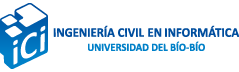 ici
INGENIERÍA CIVIL EN INFORMÁTICA
UNIVERSIDAD DEL BÍO-BÍO